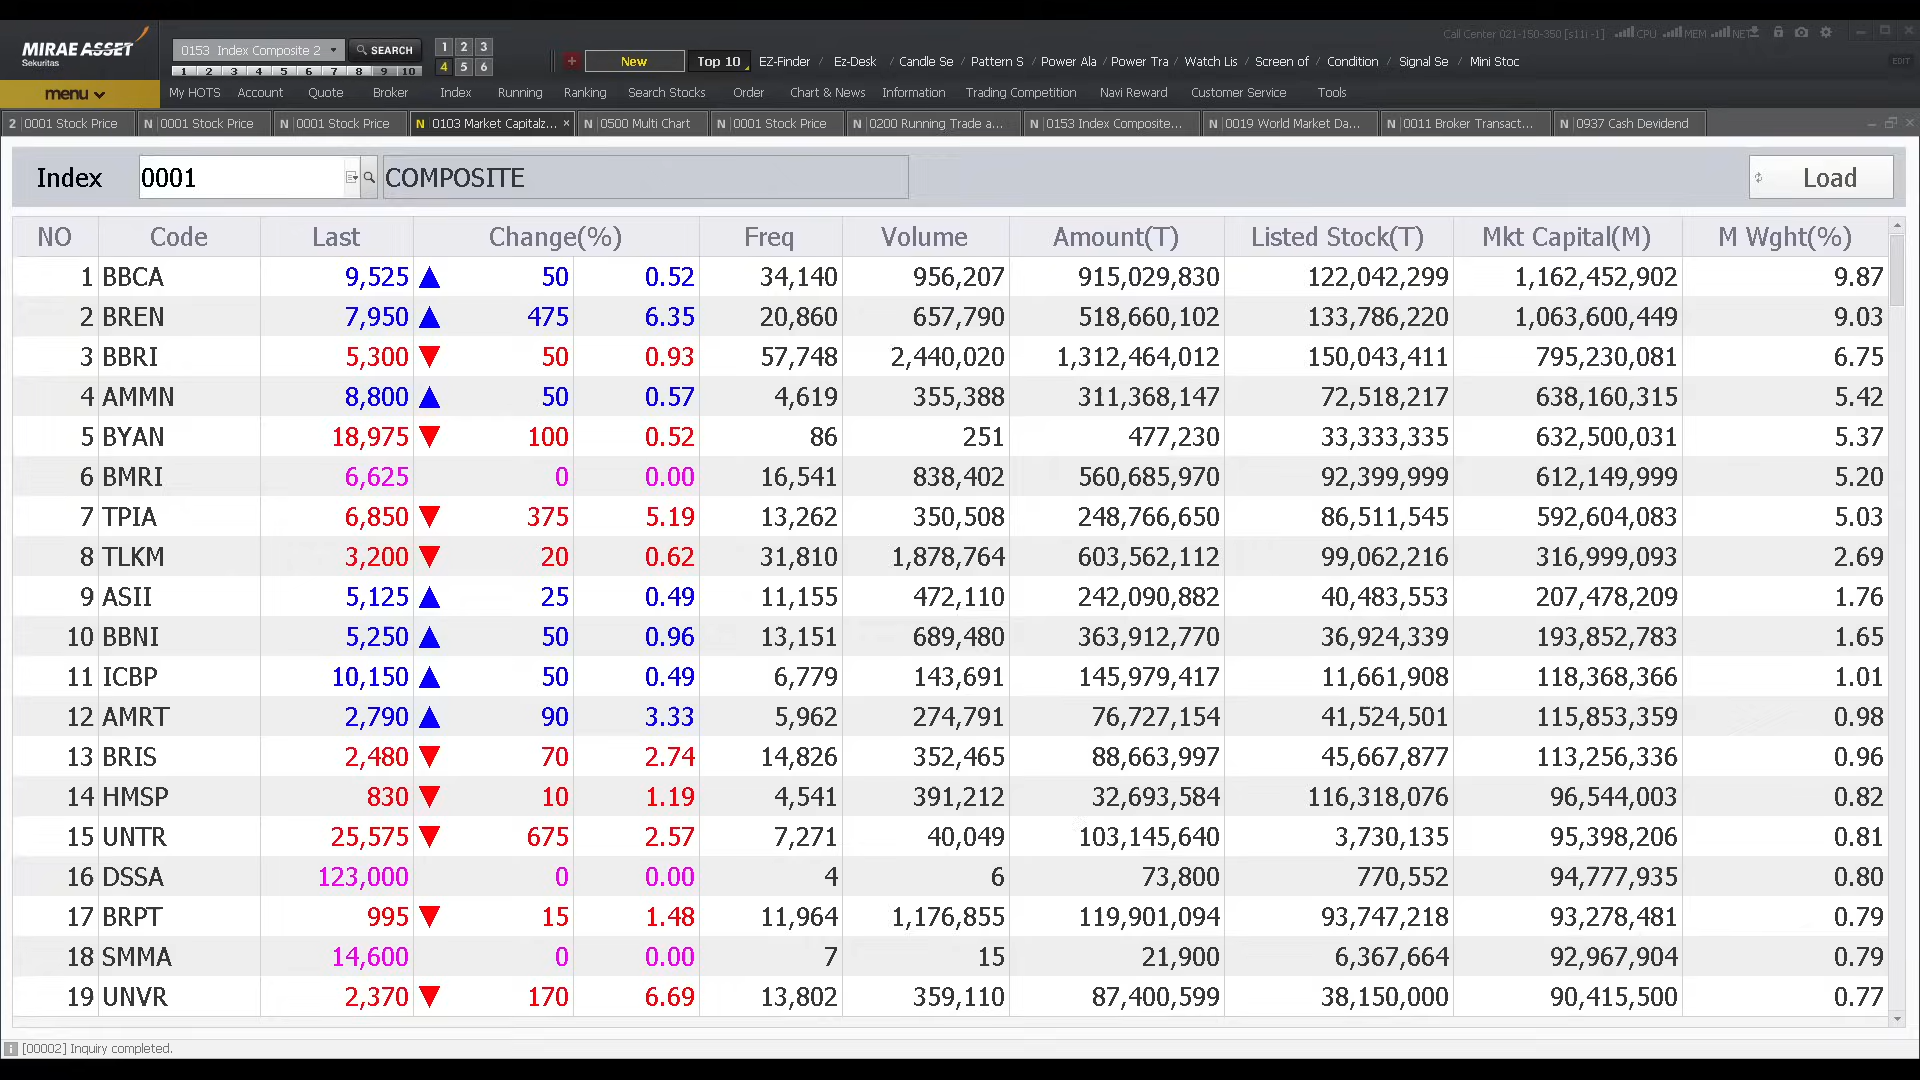 MIRAE ASSET
Sekuritas
0153 Index Composite 2 SEARCH 1 2 3
4 5 6
1 2 3 4 5 6 7 8 9 10
Call Center 021-150-350 [s11( -1] CPU MEM NET
+ New Top 10 EZ-Finder / Ez-Desk / Candle Se / Pattern S / Power Ala / Power Tra / Watch Lis / Screen of / Condition / Signal Se / Mini Stoc EDIT
menu My HOTS Account Quote Broker Index Running Ranking Search Stocks Order Chart & News Information Trading Competition Navi Reward Customer Service Tools
2 0001 Stock Price N 0001 Stock Price N 0001 Stock Price N 0103 Market Capitalz... × N 0500 Multi Chart N 0001 Stock Price N 0200 Running Trade a... N 0153 Index Composite... N 0019 World Market Da... N 0011 Broker Transact... N 0937 Cash Devidend
Index 0001 COMPOSITE Load
NO Code Last Change(%) Freq Volume Amount(T) Listed Stock(T) Mkt Capital(M) M Wght(%)
1 BBCA 9,525 ▲ 50 0.52 34,140 956,207 915,029,830 122,042,299 1,162,452,902 9.87
2 BREN 7,950 ▲ 475 6.35 20,860 657,790 518,660,102 133,786,220 1,063,600,449 9.03
3 BBRI 5,300 ▼ 50 0.93 57,748 2,440,020 1,312,464,012 150,043,411 795,230,081 6.75
4 AMMN 8,800 ▲ 50 0.57 4,619 355,388 311,368,147 72,518,217 638,160,315 5.42
5 BYAN 18,975 ▼ 100 0.52 86 251 477,230 33,333,335 632,500,031 5.37
6 BMRI 6,625 0 0.00 16,541 838,402 560,685,970 92,399,999 612,149,999 5.20
7 TPIA 6,850 ▼ 375 5.19 13,262 350,508 248,766,650 86,511,545 592,604,083 5.03
8 TLKM 3,200 ▼ 20 0.62 31,810 1,878,764 603,562,112 99,062,216 316,999,093 2.69
9 ASII 5,125 ▲ 25 0.49 11,155 472,110 242,090,882 40,483,553 207,478,209 1.76
10 BBNI 5,250 ▲ 50 0.96 13,151 689,480 363,912,770 36,924,339 193,852,783 1.65
11 ICBP 10,150 ▲ 50 0.49 6,779 143,691 145,979,417 11,661,908 118,368,366 1.01
12 AMRT 2,790 ▲ 90 3.33 5,962 274,791 76,727,154 41,524,501 115,853,359 0.98
13 BRIS 2,480 ▼ 70 2.74 14,826 352,465 88,663,997 45,667,877 113,256,336 0.96
14 HMSP 830 ▼ 10 1.19 4,541 391,212 32,693,584 116,318,076 96,544,003 0.82
15 UNTR 25,575 ▼ 675 2.57 7,271 40,049 103,145,640 3,730,135 95,398,206 0.81
16 DSSA 123,000 0 0.00 4 6 73,800 770,552 94,777,935 0.80
17 BRPT 995 ▼ 15 1.48 11,964 1,176,855 119,901,094 93,747,218 93,278,481 0.79
18 SMMA 14,600 0 0.00 7 15 21,900 6,367,664 92,967,904 0.79
19 UNVR 2,370 ▼ 170 6.69 13,802 359,110 87,400,599 38,150,000 90,415,500 0.77
[00002] Inquiry completed.